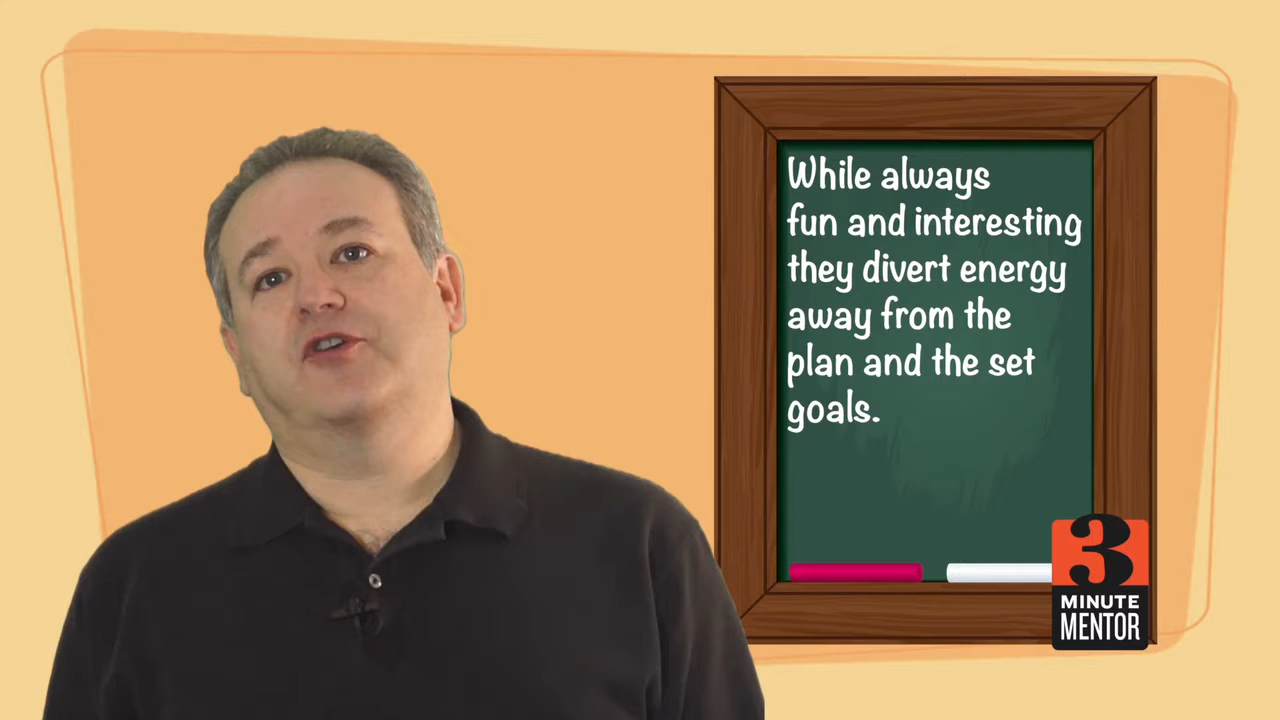 While always
fun and interesting
they divert energy
away from the
plan and the set
goals.
3
MINUTE
MENTOR